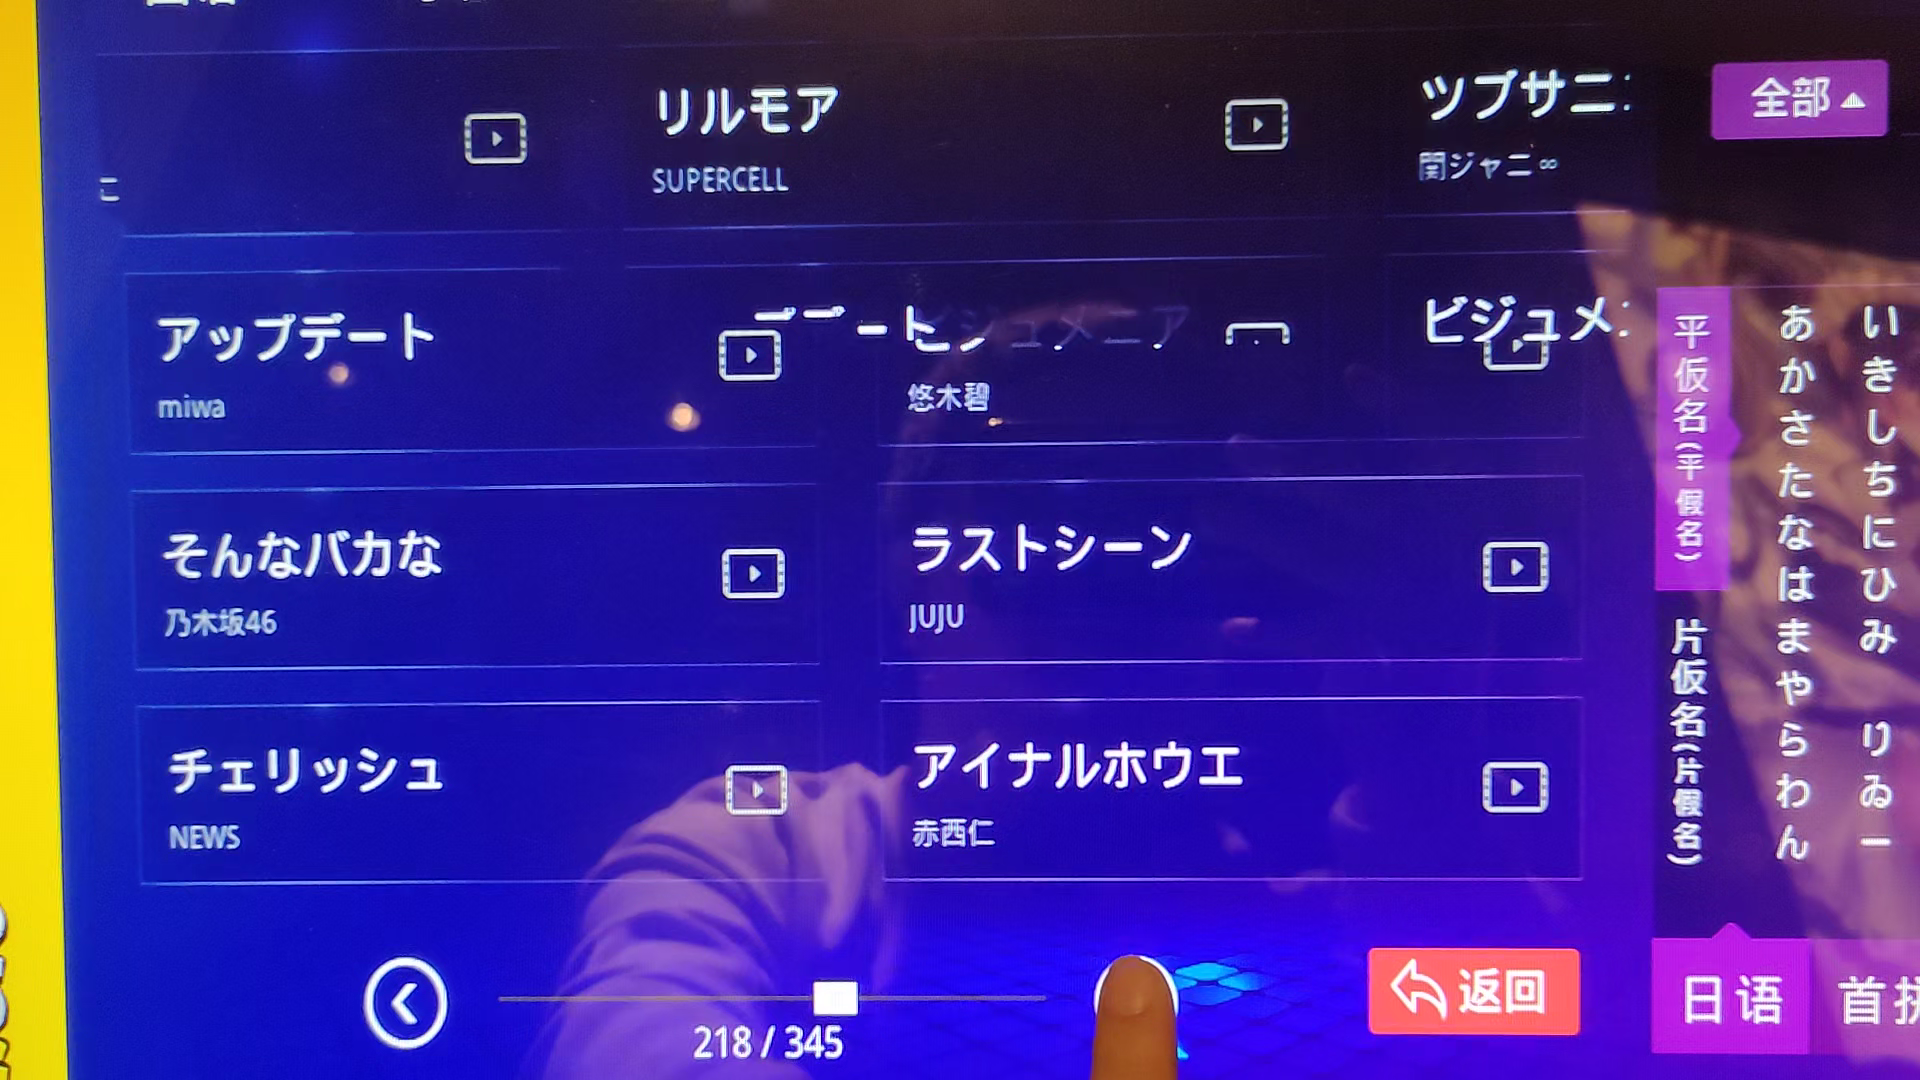 リルモア
SUPERCELL
ツブサニ
関ジャニ∞
全部
アップデート
miwa
ビジュメニア
悠木碧
ビジュメ
そんなバカな
乃木坂46
ラストシーン
JUJU
チェリッシュ
NEWS
アイナルホウエ
赤西仁
218 / 345
返回
平仮名(平假名)
片仮名(片假名)
あかさたなはまやらわん
いきしちにひみ りゐー
日语
首拼